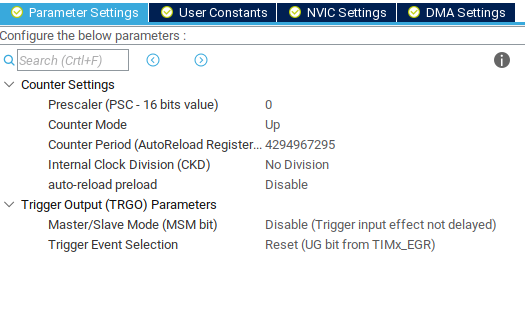 Parameter Settings User Constants NVIC Settings DMA Settings
Configure the below parameters :
Search (Crtl+F)
Counter Settings
Prescaler (PSC - 16 bits value) 0
Counter Mode Up
Counter Period (AutoReload Register... 4294967295
Internal Clock Division (CKD) No Division
auto-reload preload Disable
Trigger Output (TRGO) Parameters
Master/Slave Mode (MSM bit) Disable (Trigger input effect not delayed)
Trigger Event Selection Reset (UG bit from TIMx_EGR)